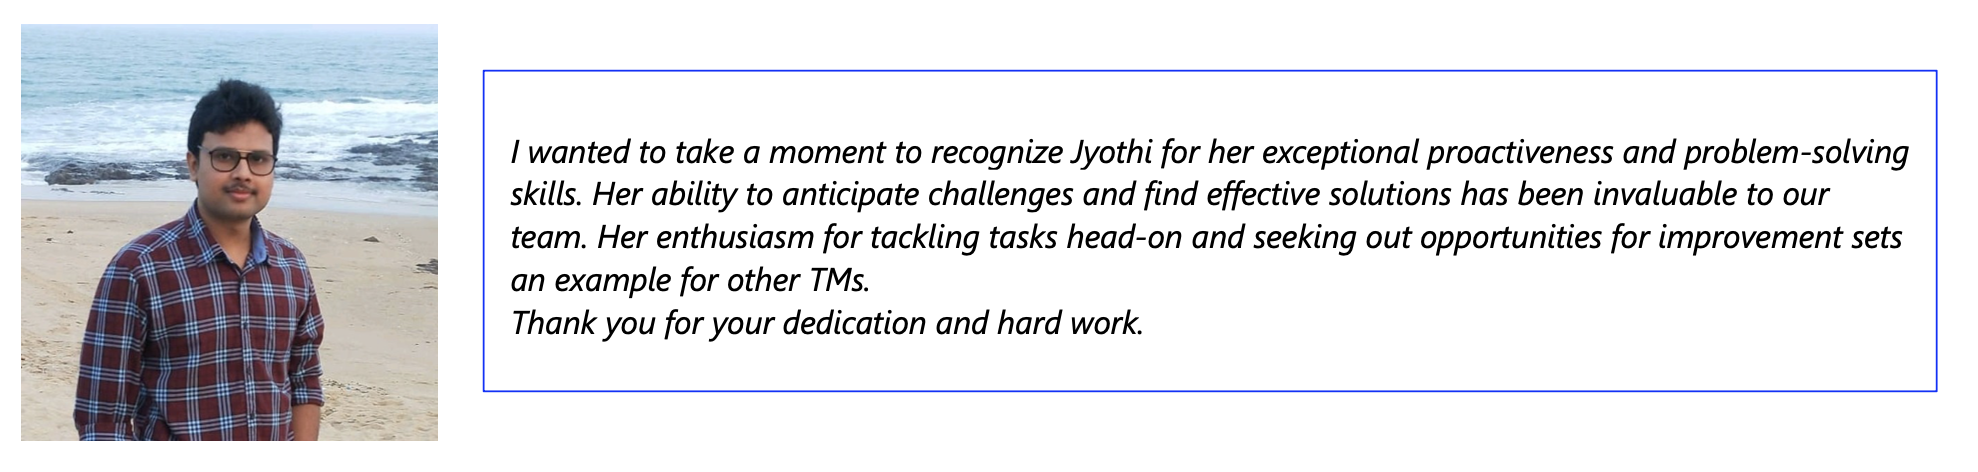 I wanted to take a moment to recognize Jyothi for her exceptional proactiveness and problem-solving
skills. Her ability to anticipate challenges and find effective solutions has been invaluable to our
team. Her enthusiasm for tackling tasks head-on and seeking out opportunities for improvement sets
an example for other TMs.
Thank you for your dedication and hard work.